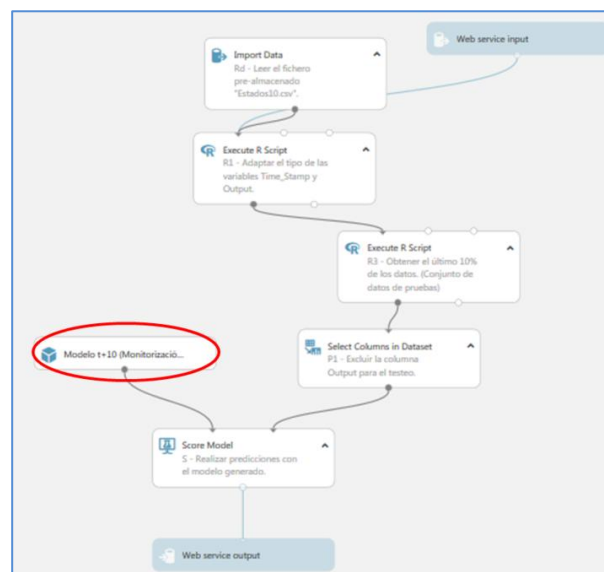 Web service input
Import Data
Rd - Leer el fichero
pre-almacenado
"Estados10.csv".
Execute R Script
R1 - Adaptar el tipo de las
variables Time_Stamp y
Output.
Execute R Script
R3 - Obtener el último 10%
de los datos. (Conjunto de
datos de pruebas)
Modelo t+10 (Monitorizació...
Select Columns in Dataset
P1 - Excluir la columna
Output para el testeo.
Score Model
S - Realizar predicciones con
el modelo generado.
Web service output